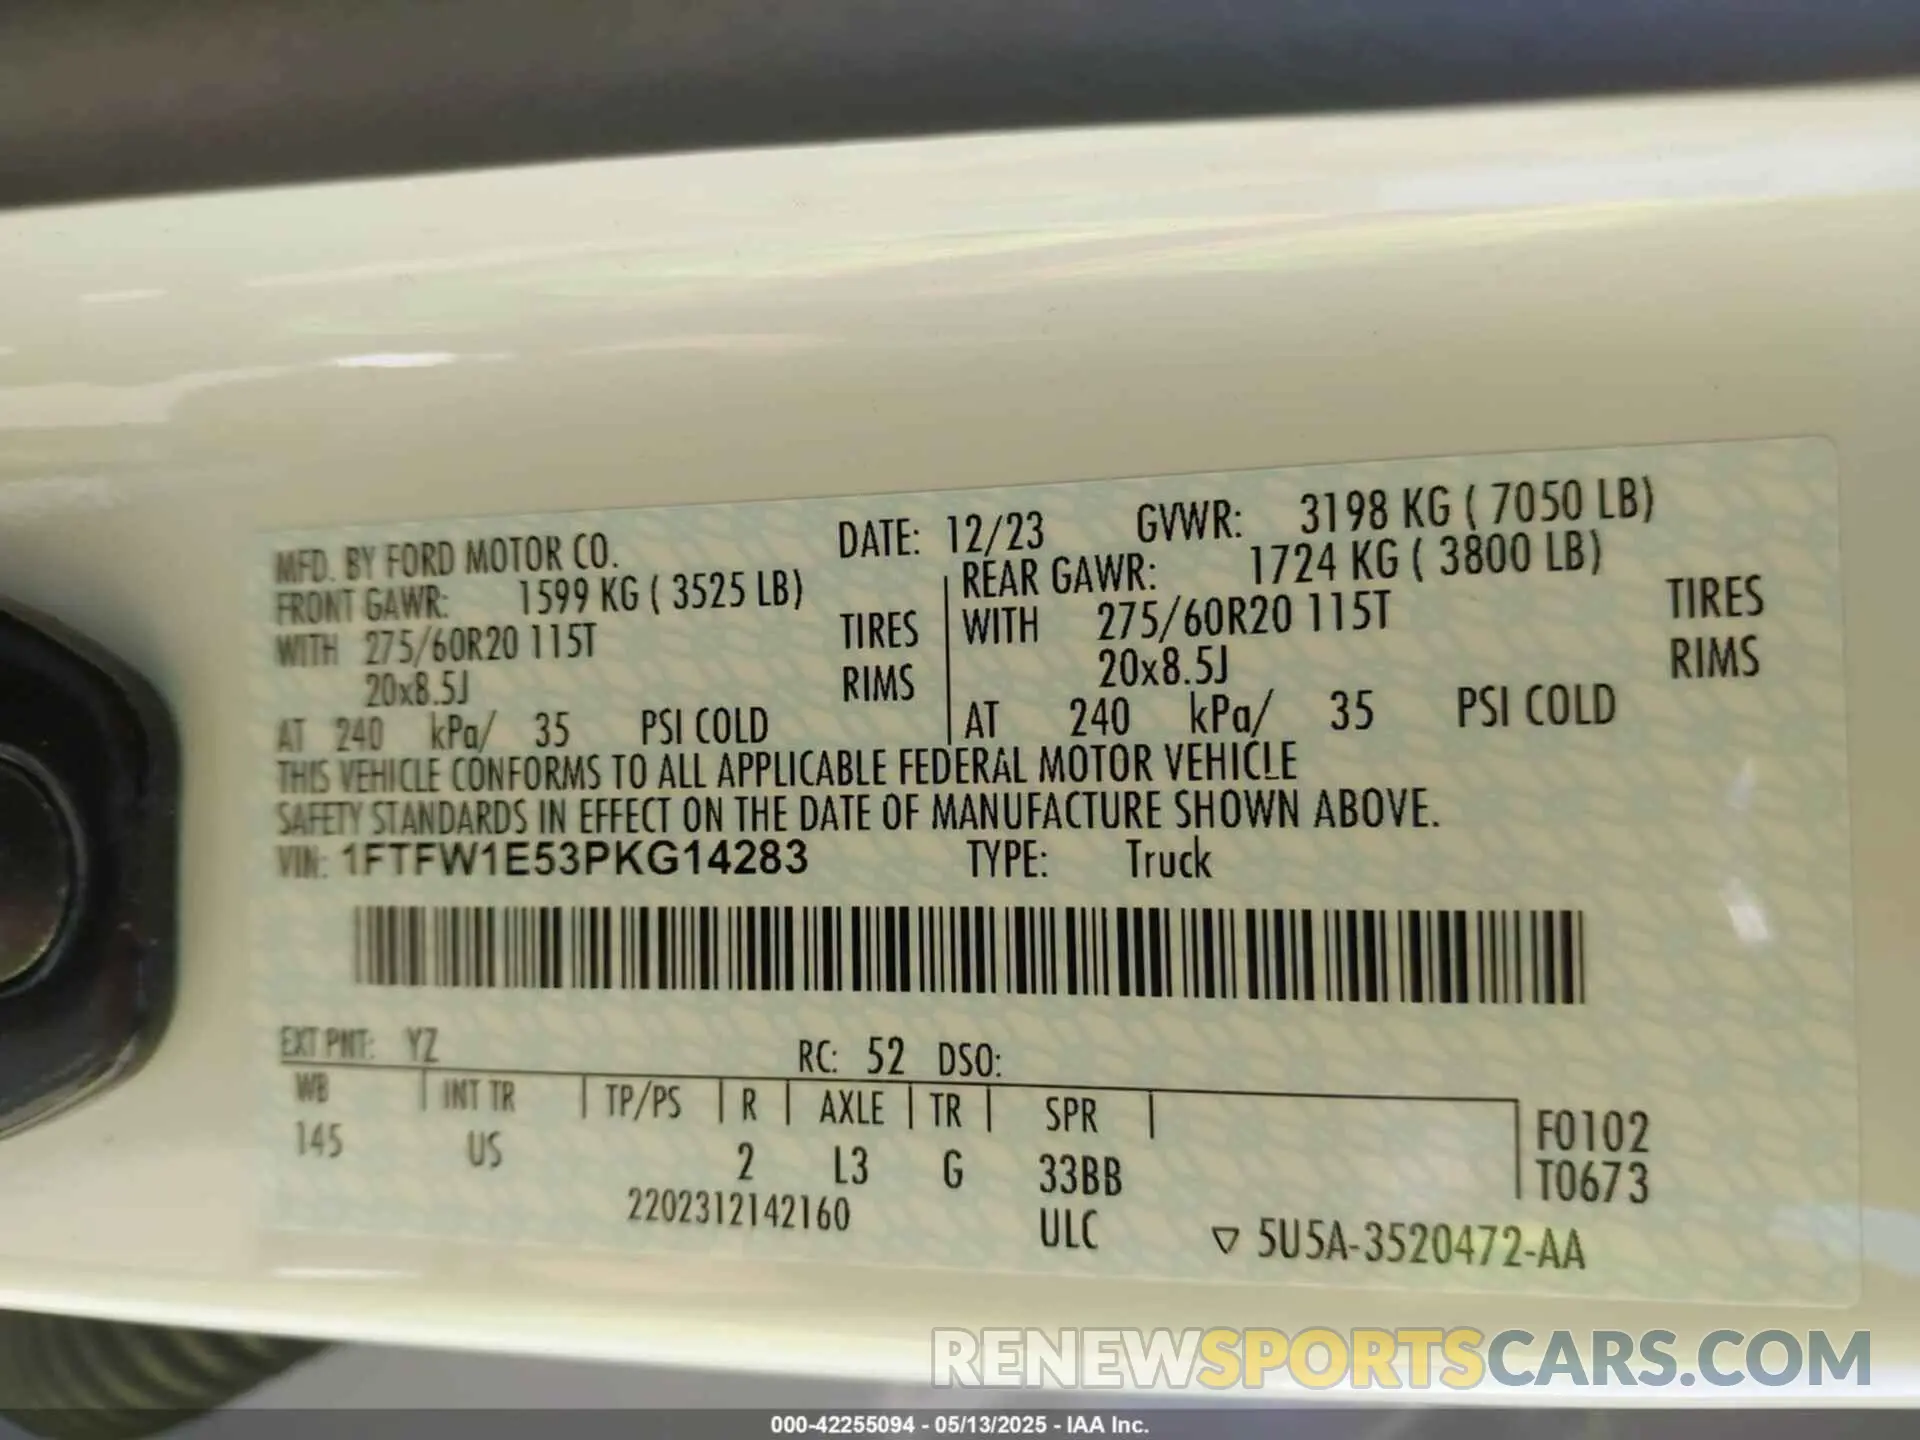 MFD. BY FORD MOTOR CO. DATE: 12/23 GVWR: 3198 KG ( 7050 LB)
FRONT GAWR: 1599 KG ( 3525 LB) REAR GAWR: 1724 KG ( 3800 LB)
WITH 275/60R20 115T TIRES WITH 275/60R20 115T TIRES
20x8.5J RIMS 20x8.5J RIMS
AT 240 kPa/ 35 PSI COLD AT 240 kPa/ 35 PSI COLD
THIS VEHICLE CONFORMS TO ALL APPLICABLE FEDERAL MOTOR VEHICLE
SAFETY STANDARDS IN EFFECT ON THE DATE OF MANUFACTURE SHOWN ABOVE.
VIN: 1FTFW1E53PKG14283 TYPE: Truck
EXT PNT: YZ RC: 52 DSO:
WB INT TR TP/PS R AXLE TR SPR F0102
145 US 2 L3 G 33BB T0673
2202312142160 ULC ▽ 5U5A-3520472-AA
RENEWSPORTSCARS.COM
000-42255094 - 05/13/2025 - IAA Inc.